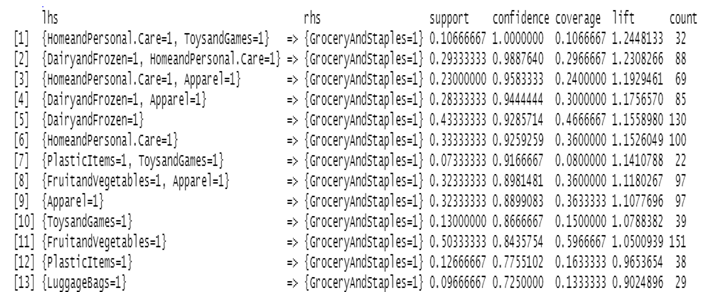 lhs rhs support confidence coverage lift count
[1] {HomeandPersonal.Care=1, ToysandGames=1} => {GroceryAndStaples=1} 0.10666667 1.0000000 0.1066667 1.2448133 32
[2] {DairyandFrozen=1, HomeandPersonal.Care=1} => {GroceryAndStaples=1} 0.29333333 0.9887640 0.2966667 1.2308266 88
[3] {HomeandPersonal.Care=1, Apparel=1} => {GroceryAndStaples=1} 0.23000000 0.9583333 0.2400000 1.1929461 69
[4] {DairyandFrozen=1, Apparel=1} => {GroceryAndStaples=1} 0.28333333 0.9444444 0.3000000 1.1756570 85
[5] {DairyandFrozen=1} => {GroceryAndStaples=1} 0.43333333 0.9285714 0.4666667 1.1558980 130
[6] {HomeandPersonal.Care=1} => {GroceryAndStaples=1} 0.33333333 0.9259259 0.3600000 1.1526049 100
[7] {PlasticItems=1, ToysandGames=1} => {GroceryAndStaples=1} 0.07333333 0.9166667 0.0800000 1.1410788 22
[8] {FruitandVegetables=1, Apparel=1} => {GroceryAndStaples=1} 0.32333333 0.8981481 0.3600000 1.1180267 97
[9] {Apparel=1} => {GroceryAndStaples=1} 0.32333333 0.8899083 0.3633333 1.1077696 97
[10] {ToysandGames=1} => {GroceryAndStaples=1} 0.13000000 0.8666667 0.1500000 1.0788382 39
[11] {FruitandVegetables=1} => {GroceryAndStaples=1} 0.50333333 0.8435754 0.5966667 1.0500939 151
[12] {PlasticItems=1} => {GroceryAndStaples=1} 0.12666667 0.7755102 0.1633333 0.9653654 38
[13] {LuggageBags=1} => {GroceryAndStaples=1} 0.09666667 0.7250000 0.1333333 0.9024896 29